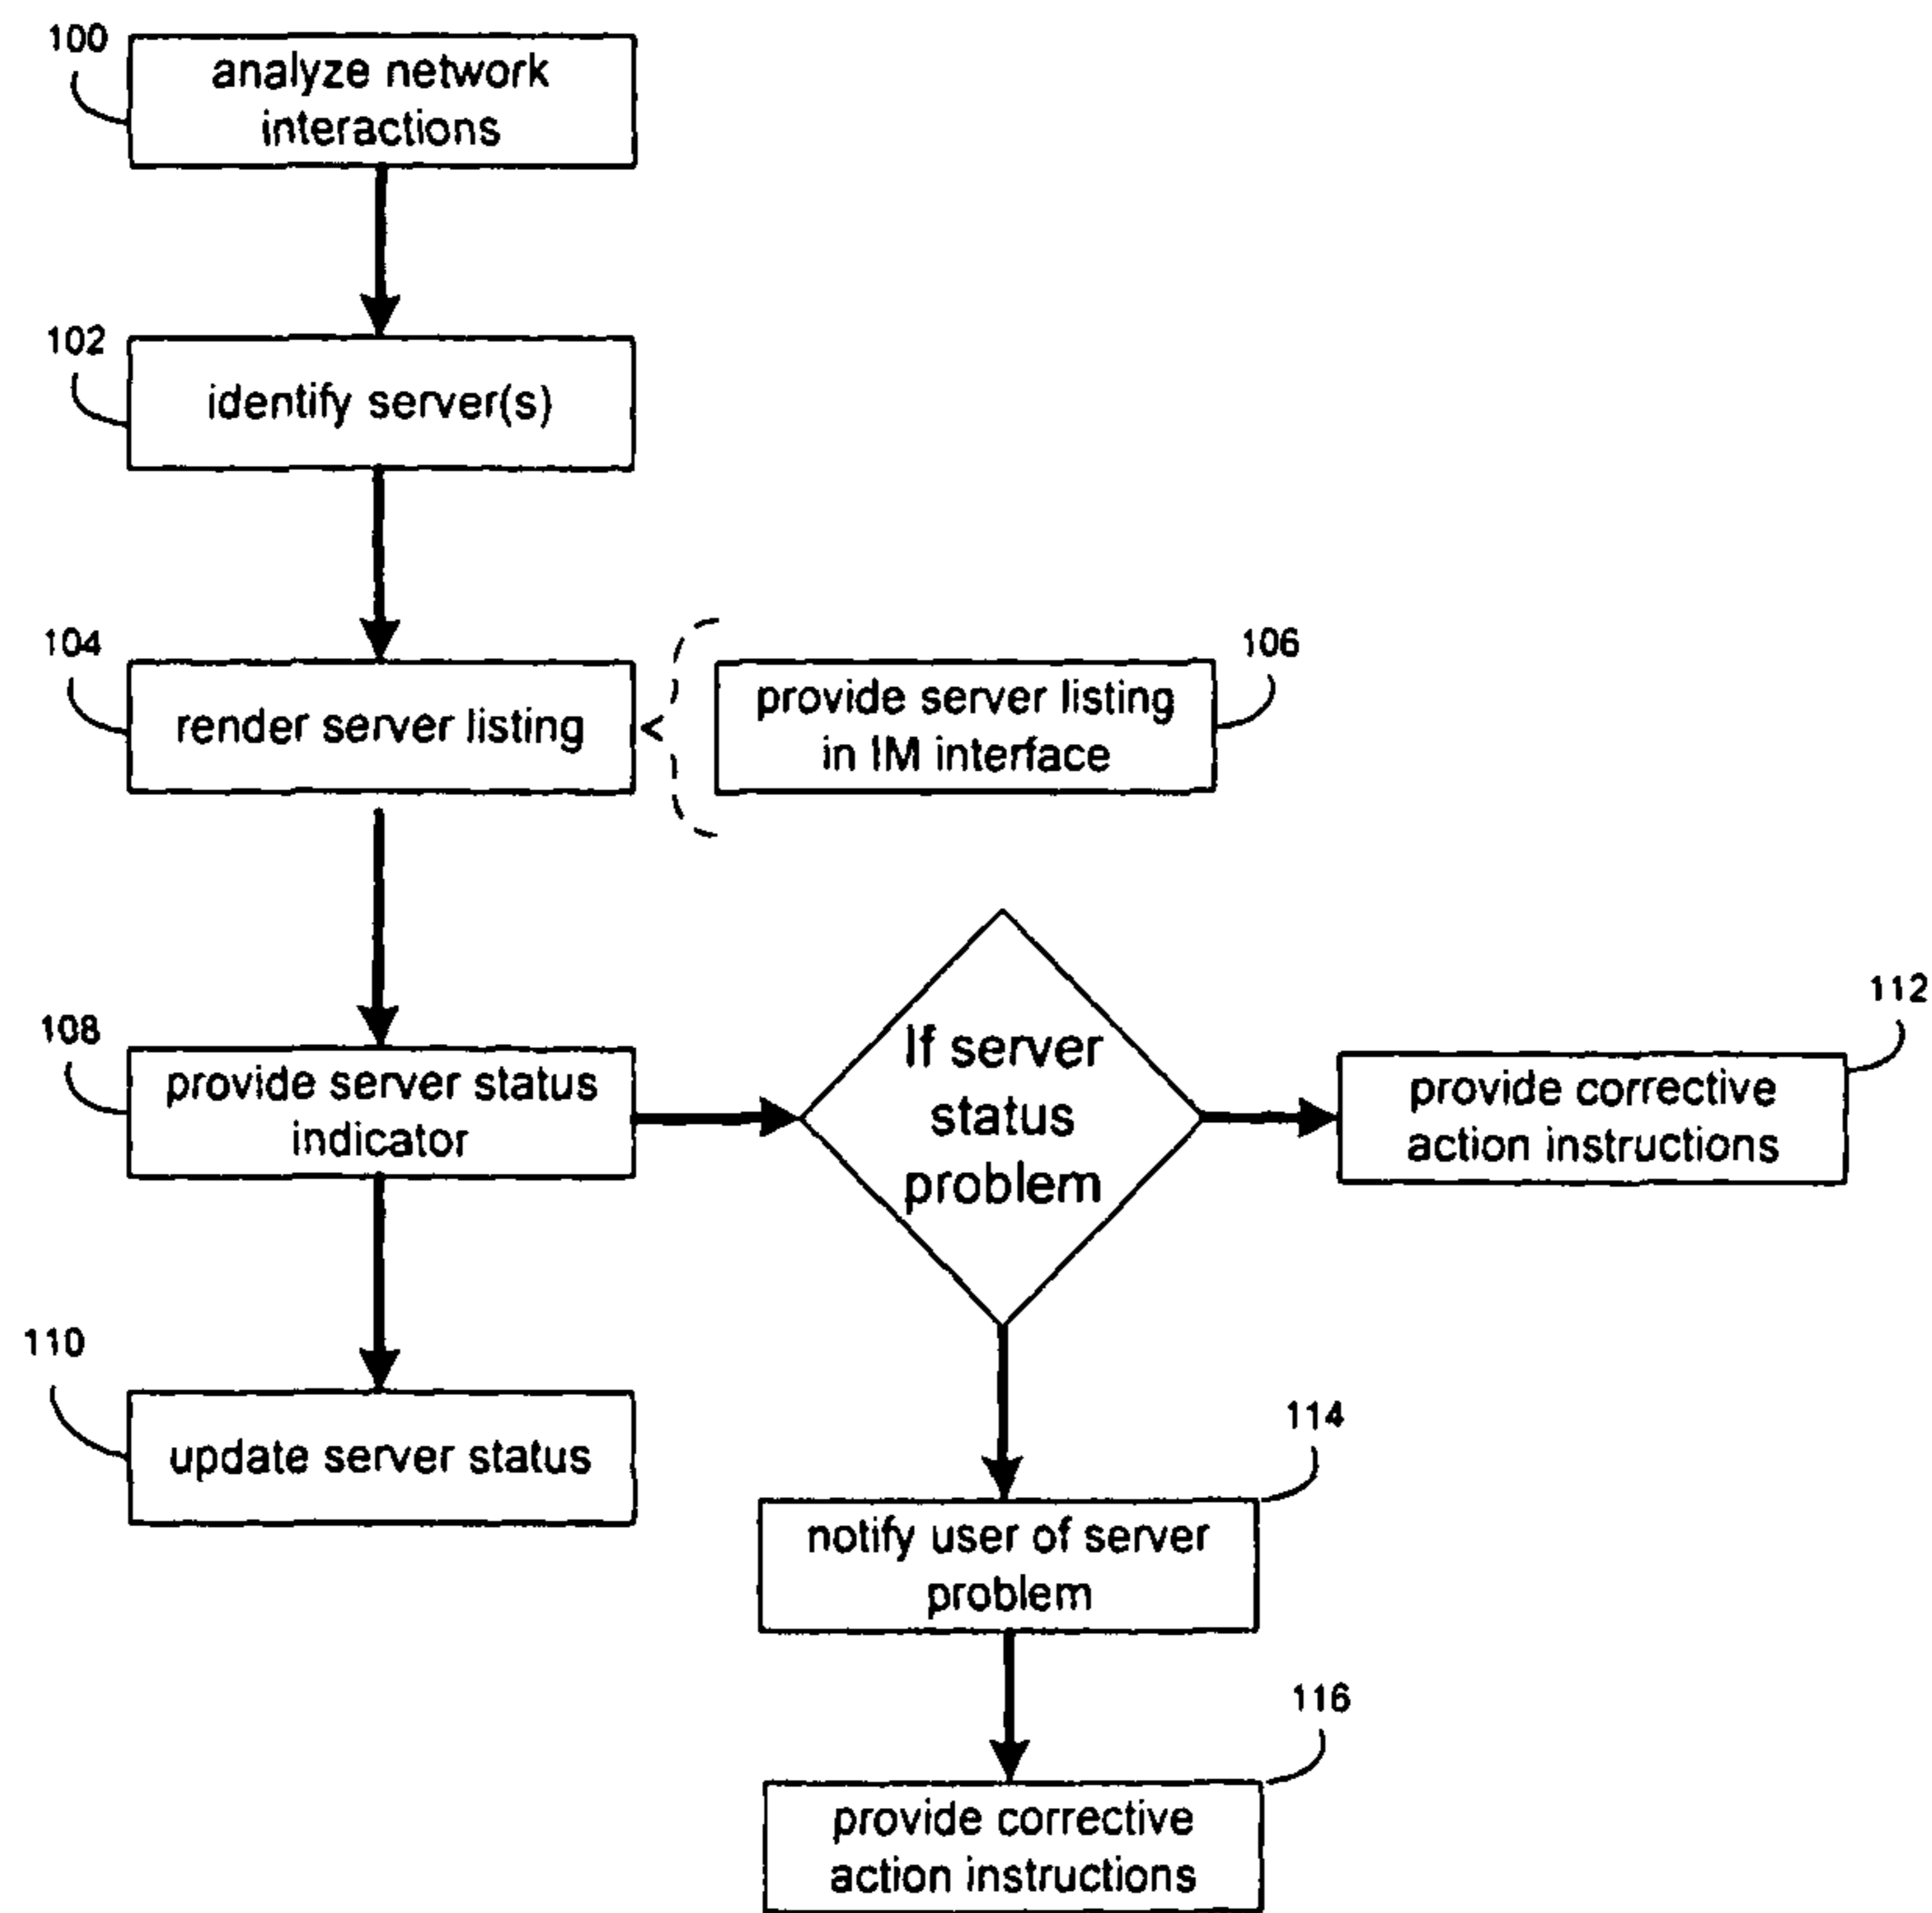 100
analyze network
interactions
102
identify server(s)
104
render server listing
106
provide server listing
in IM interface
108
provide server status
indicator
If server
status
problem
112
provide corrective
action instructions
110
update server status
114
notify user of server
problem
116
provide corrective
action instructions